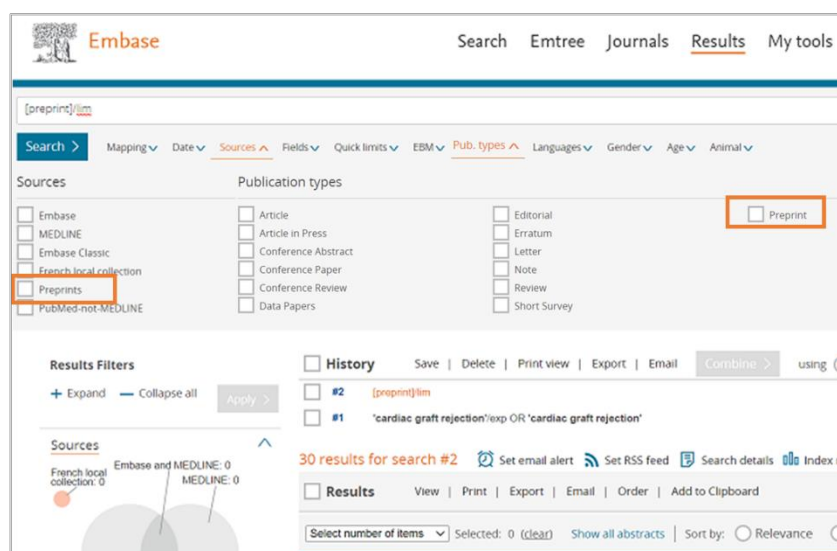 Embase
Search Emtree Journals Results My tools
[preprint]/lim
Search > Mapping Date Sources Fields Quick limits EBM Pub. types Languages Gender Age Animal
Sources Publication types
Embase Article Editorial Preprint
MEDLINE Article in Press Erratum
Embase Classic Conference Abstract Letter
French local collection Conference Paper Note
Preprints Conference Review Review
PubMed-not-MEDLINE Data Papers Short Survey
Results Filters
+ Expand — Collapse all Apply >
Sources
French local collection: 0
Embase and MEDLINE: 0
MEDLINE: 0
History Save | Delete | Print view | Export | Email Combine > using (
#2 [preprint]/lim
#1 'cardiac graft rejection'/exp OR 'cardiac graft rejection'
30 results for search #2 Set email alert Set RSS feed Search details Index
Results View | Print | Export | Email | Order | Add to Clipboard
Select number of items Selected: 0 (clear) Show all abstracts | Sort by: Relevance